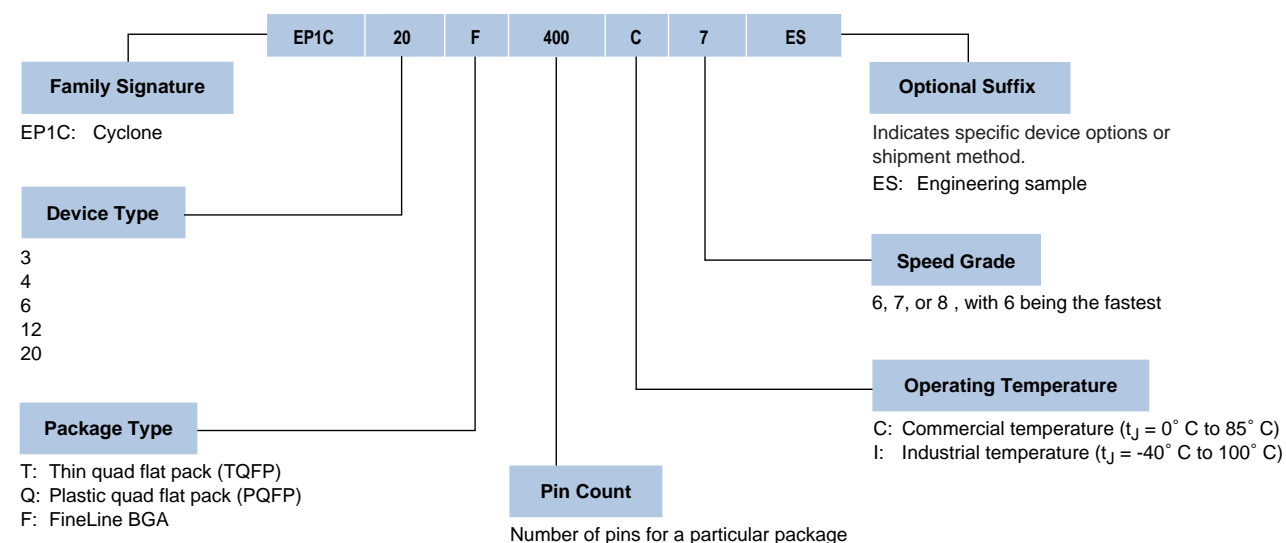 EP1C 20 F 400 C 7 ES
Family Signature
EP1C: Cyclone
Device Type
3
4
6
12
20
Package Type
T: Thin quad flat pack (TQFP)
Q: Plastic quad flat pack (PQFP)
F: FineLine BGA
Pin Count
Number of pins for a particular package
Optional Suffix
Indicates specific device options or
shipment method.
ES: Engineering sample
Speed Grade
6, 7, or 8 , with 6 being the fastest
Operating Temperature
C: Commercial temperature (tJ = 0˚ C to 85˚ C)
I: Industrial temperature (tJ = -40˚ C to 100˚ C)